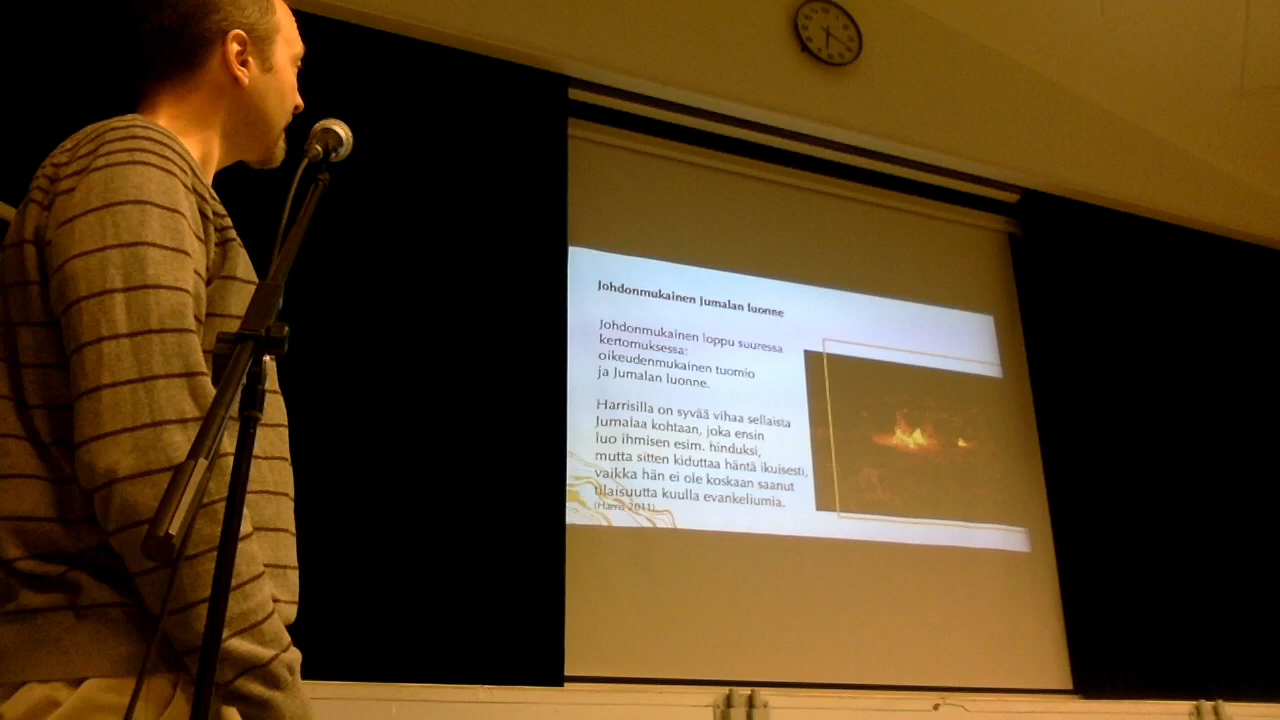 Johdonmukainen Jumalan luonne
Johdonmukainen loppu suuressa
kertomuksessa:
oikeudenmukainen tuomio
ja Jumalan luonne.
Harrisilla on syvää vihaa sellaista
Jumalaa kohtaan, joka ensin
luo ihmisen esim. hinduksi,
mutta sitten kiduttaa häntä ikuisesti,
vaikka hän ei ole koskaan saanut
tilaisuutta kuulla evankeliumia.
(Harris 2011)